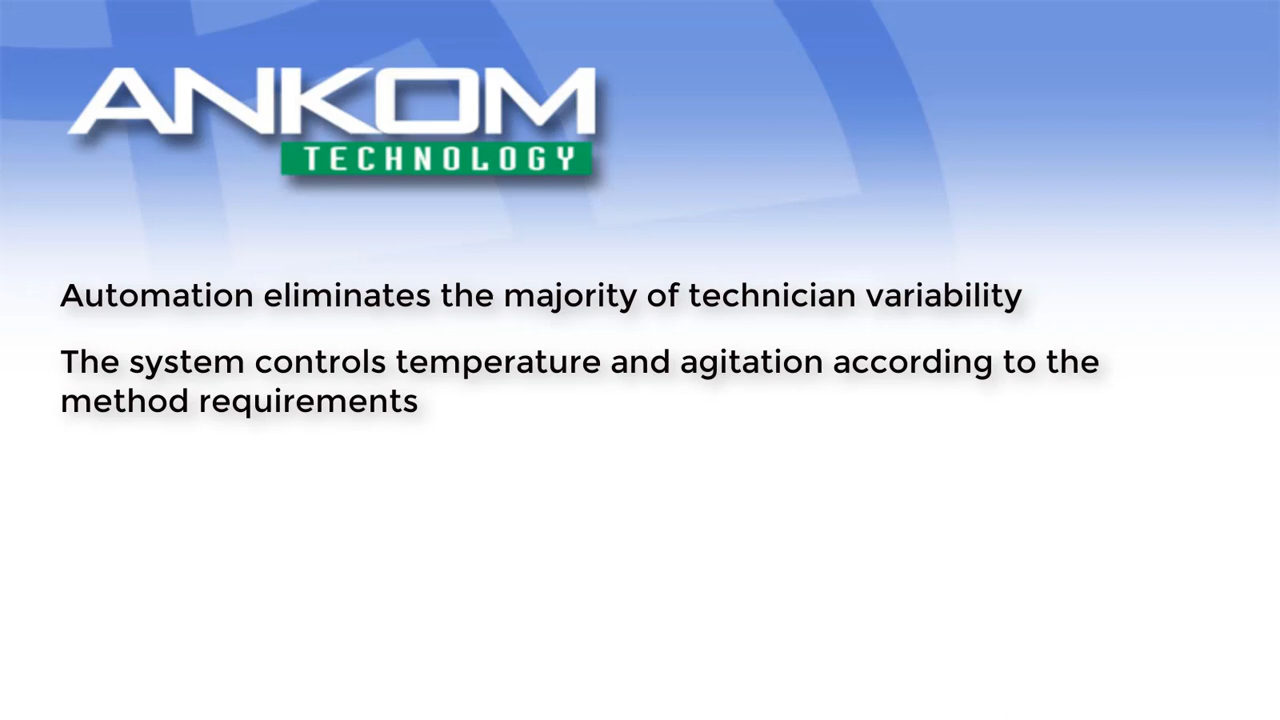 ANKOM
TECHNOLOGY
Automation eliminates the majority of technician variability
The system controls temperature and agitation according to the
method requirements